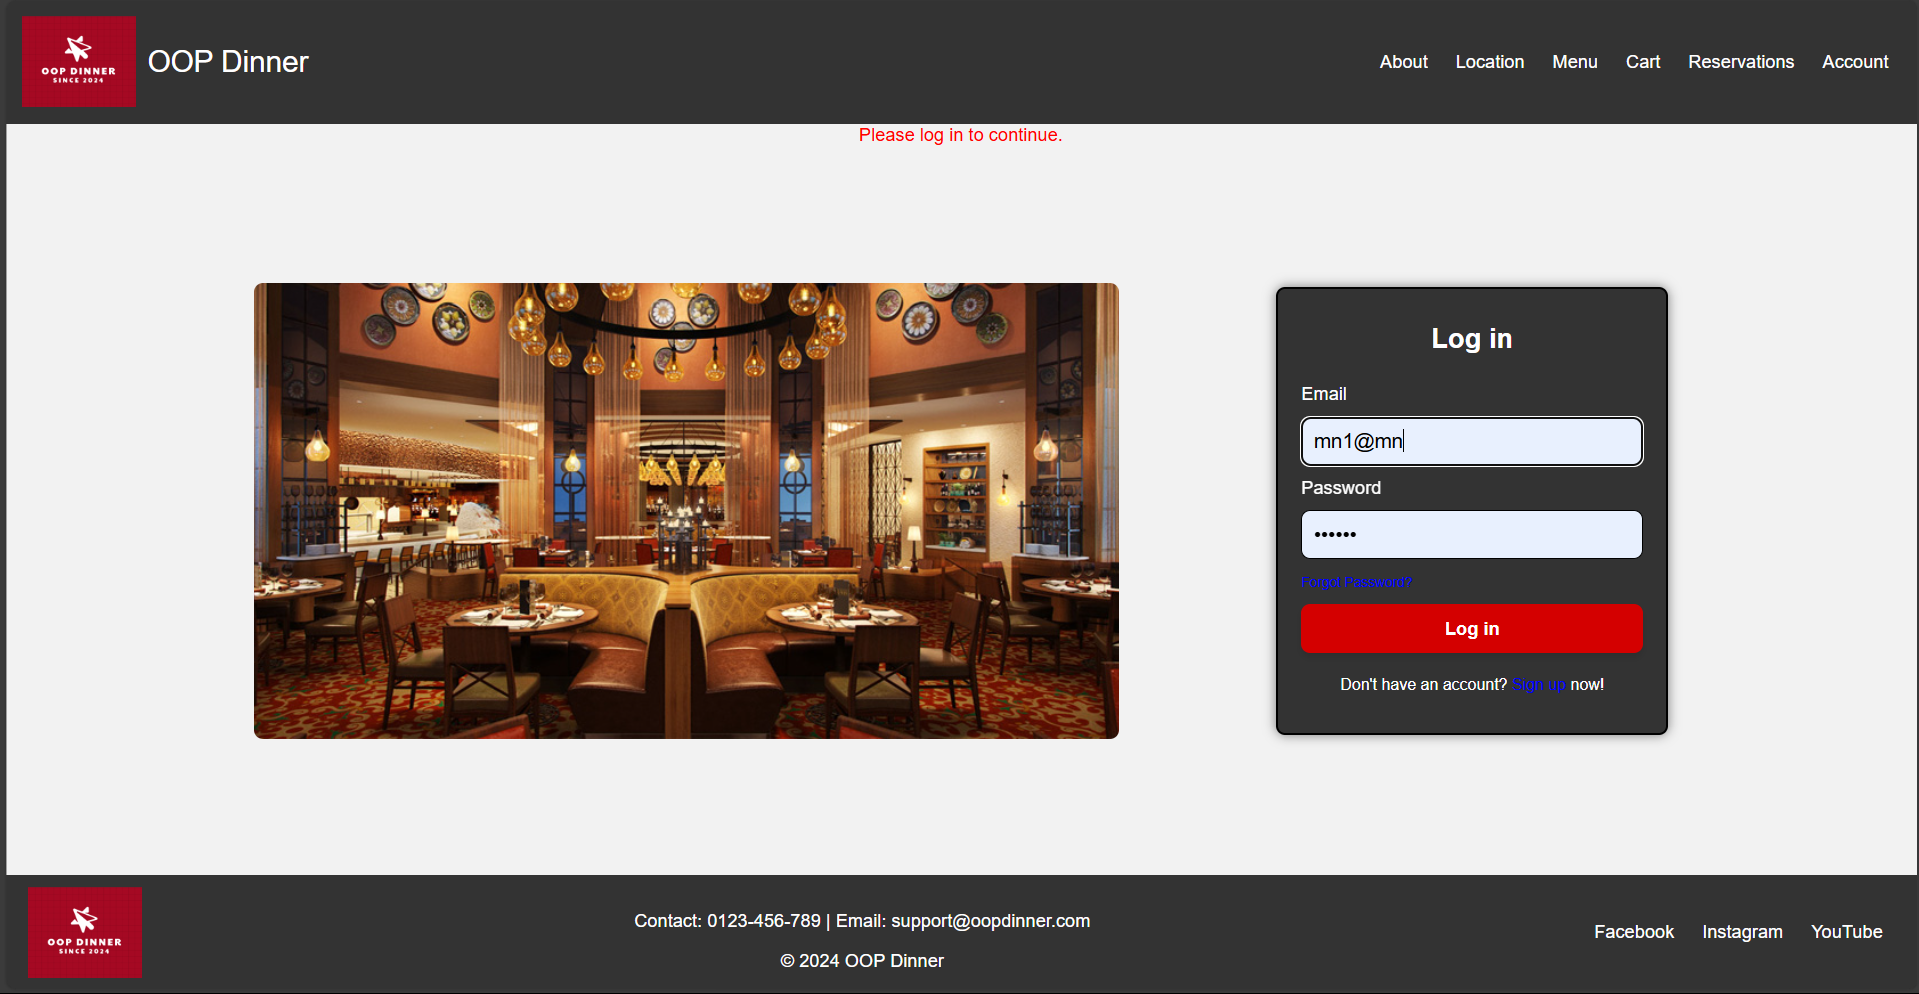 OOP DINNER
SINCE 2024
OOP Dinner
About Location Menu Cart Reservations Account
Please log in to continue.
Log in
Email
mn1@mn
Password
••••••
Forgot Password?
Log in
Don't have an account? Sign up now!
OOP DINNER
SINCE 2024
Contact: 0123-456-789 | Email: support@oopdinner.com
© 2024 OOP Dinner
Facebook Instagram YouTube